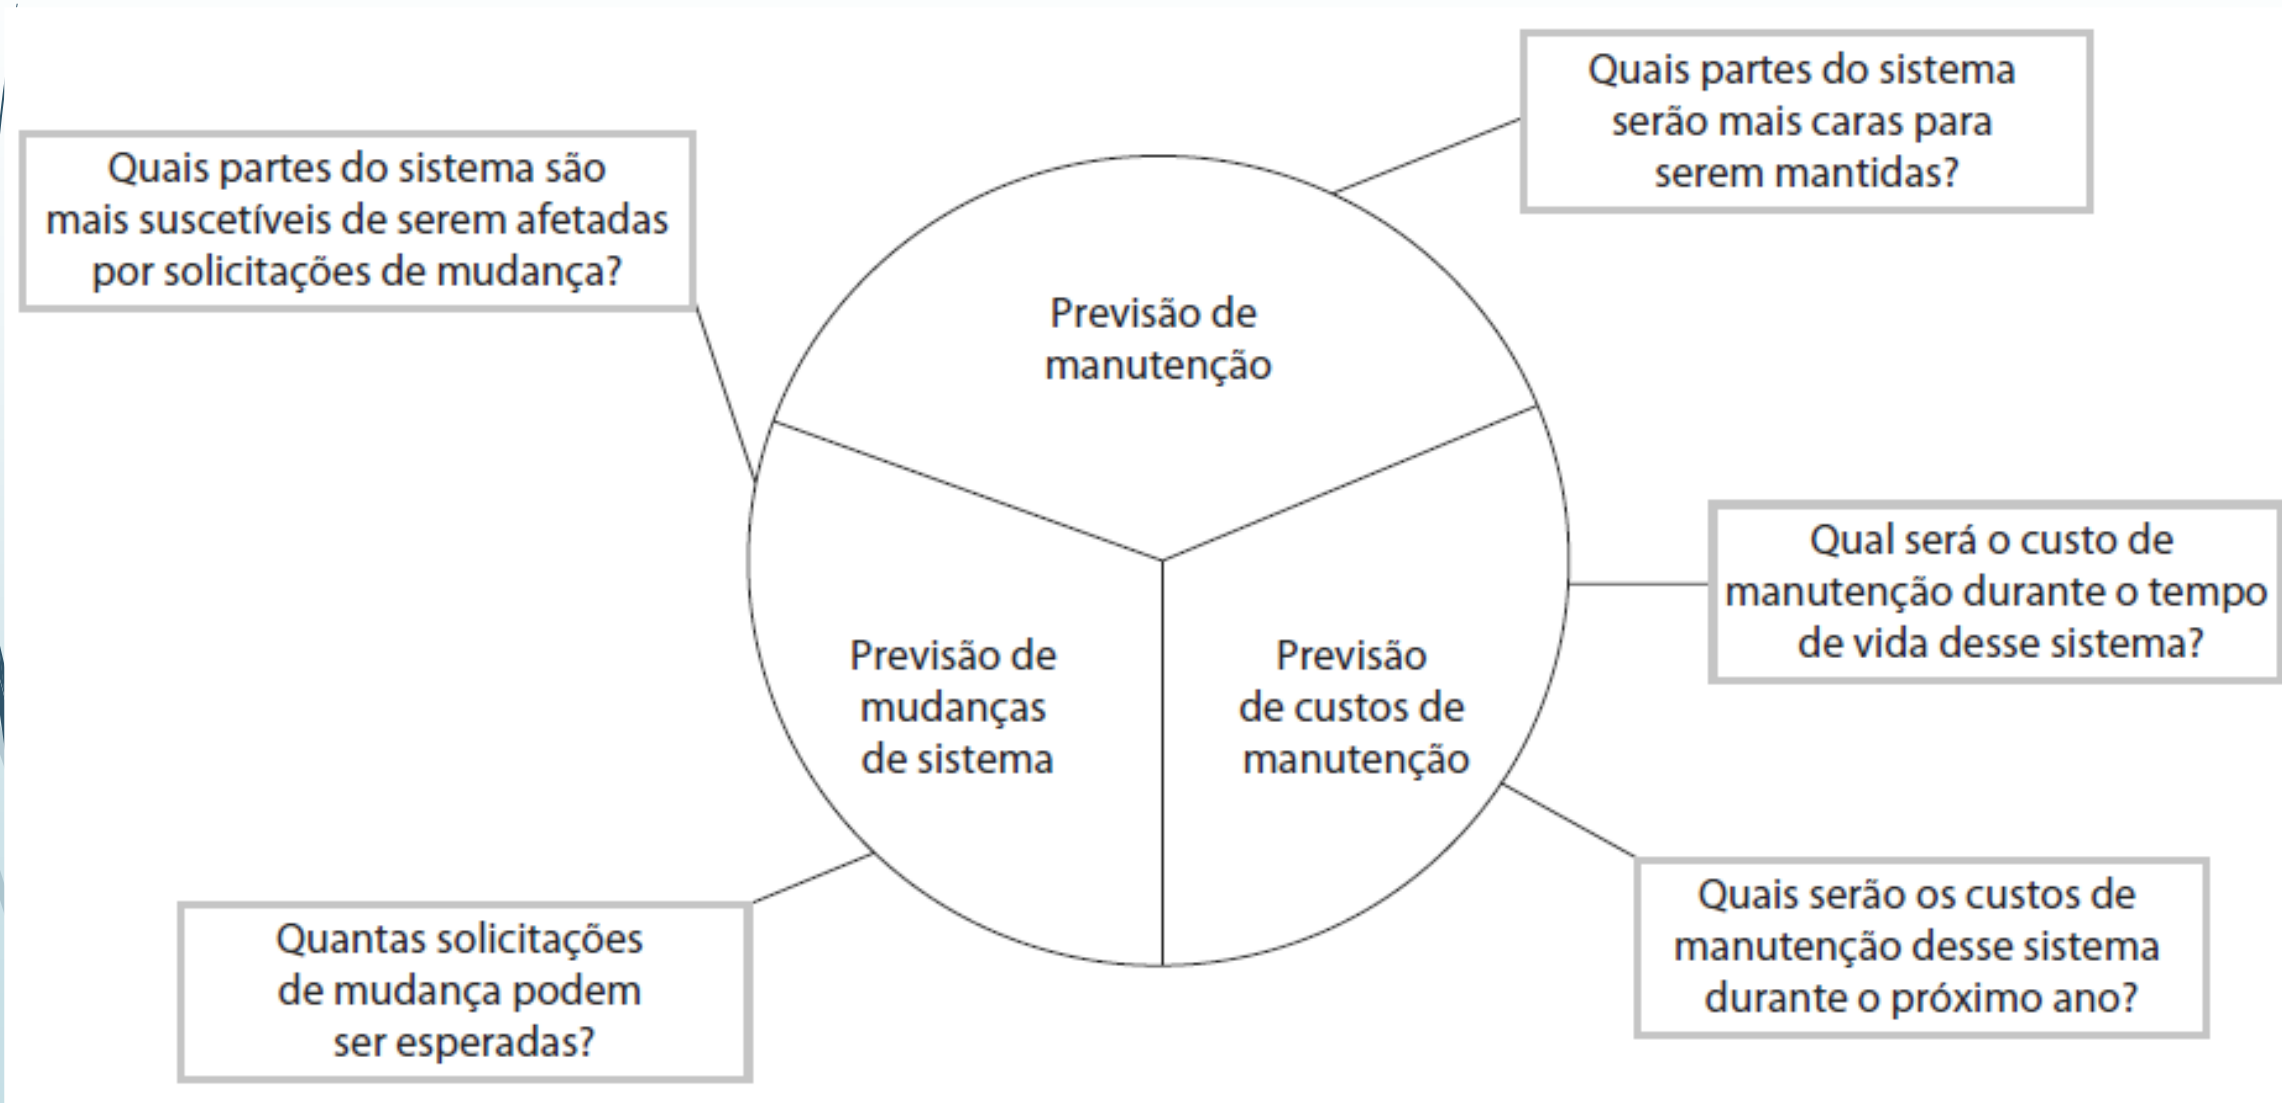 Quais partes do sistema
serão mais caras para
serem mantidas?
Quais partes do sistema são
mais suscetíveis de serem afetadas
por solicitações de mudança?
Previsão de
manutenção
Qual será o custo de
manutenção durante o tempo
de vida desse sistema?
Previsão de
mudanças
de sistema
Previsão
de custos de
manutenção
Quais serão os custos de
manutenção desse sistema
durante o próximo ano?
Quantas solicitações
de mudança podem
ser esperadas?